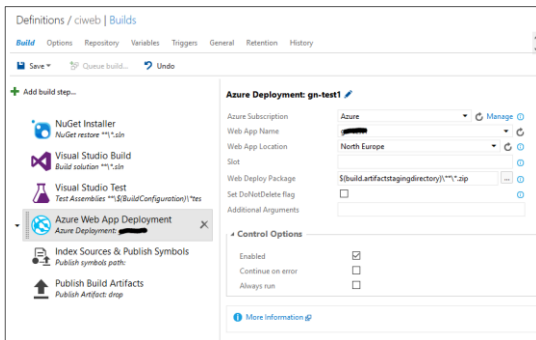 Definitions / ciweb | Builds
Build Options Repository Variables Triggers General Retention History
Save Queue build... Undo
Add build step...
NuGet Installer
NuGet restore **\*.sln
Visual Studio Build
Build solution **\*.sln
Visual Studio Test
Test Assemblies **\$(BuildConfiguration)\*tes
Azure Web App Deployment
Azure Deployment:
Index Sources & Publish Symbols
Publish symbols path:
Publish Build Artifacts
Publish Artifact: drop
Azure Deployment: gn-test1
Azure Subscription Azure Manage
Web App Name
Web App Location North Europe
Slot
Web Deploy Package $(build.artifactstagingdirectory)\**\*.zip ...
Set DoNotDelete flag
Additional Arguments
Control Options
Enabled
Continue on error
Always run
More Information